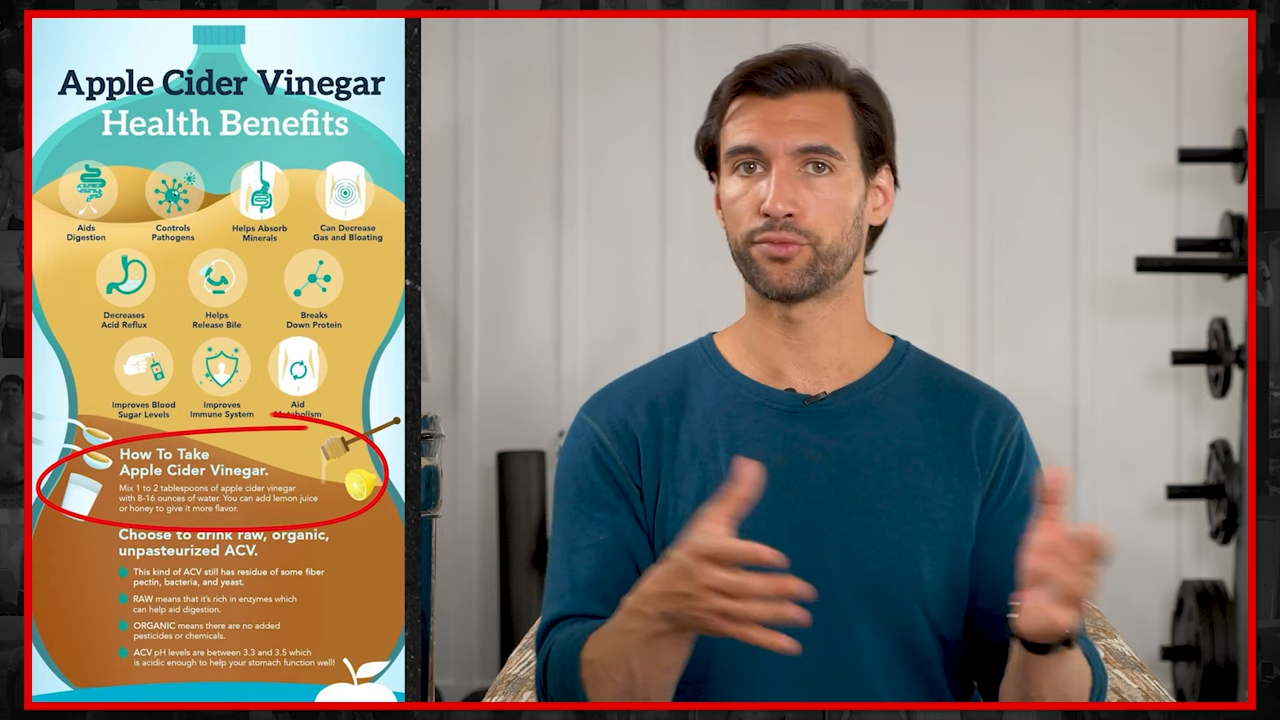 Apple Cider Vinegar
Health Benefits
Aids
Digestion
Controls
Pathogens
Helps Absorb
Minerals
Can Decrease
Gas and Bloating
Decreases
Acid Reflux
Helps
Release Bile
Breaks
Down Protein
Improves Blood
Sugar Levels
Improves
Immune System
Aid
Metabolism
How To Take
Apple Cider Vinegar.
Mix 1 to 2 tablespoons of apple cider vinegar
with 8-16 ounces of water. You can add lemon juice
or honey to give it more flavor.
Choose to drink raw, organic,
unpasteurized ACV.
This kind of ACV still has residue of some fiber
pectin, bacteria, and yeast.
RAW means that it's rich in enzymes which
can help aid digestion.
ORGANIC means there are no added
pesticides or chemicals.
ACV pH levels are between 3.3 and 3.5 which
is acidic enough to help your stomach function well!